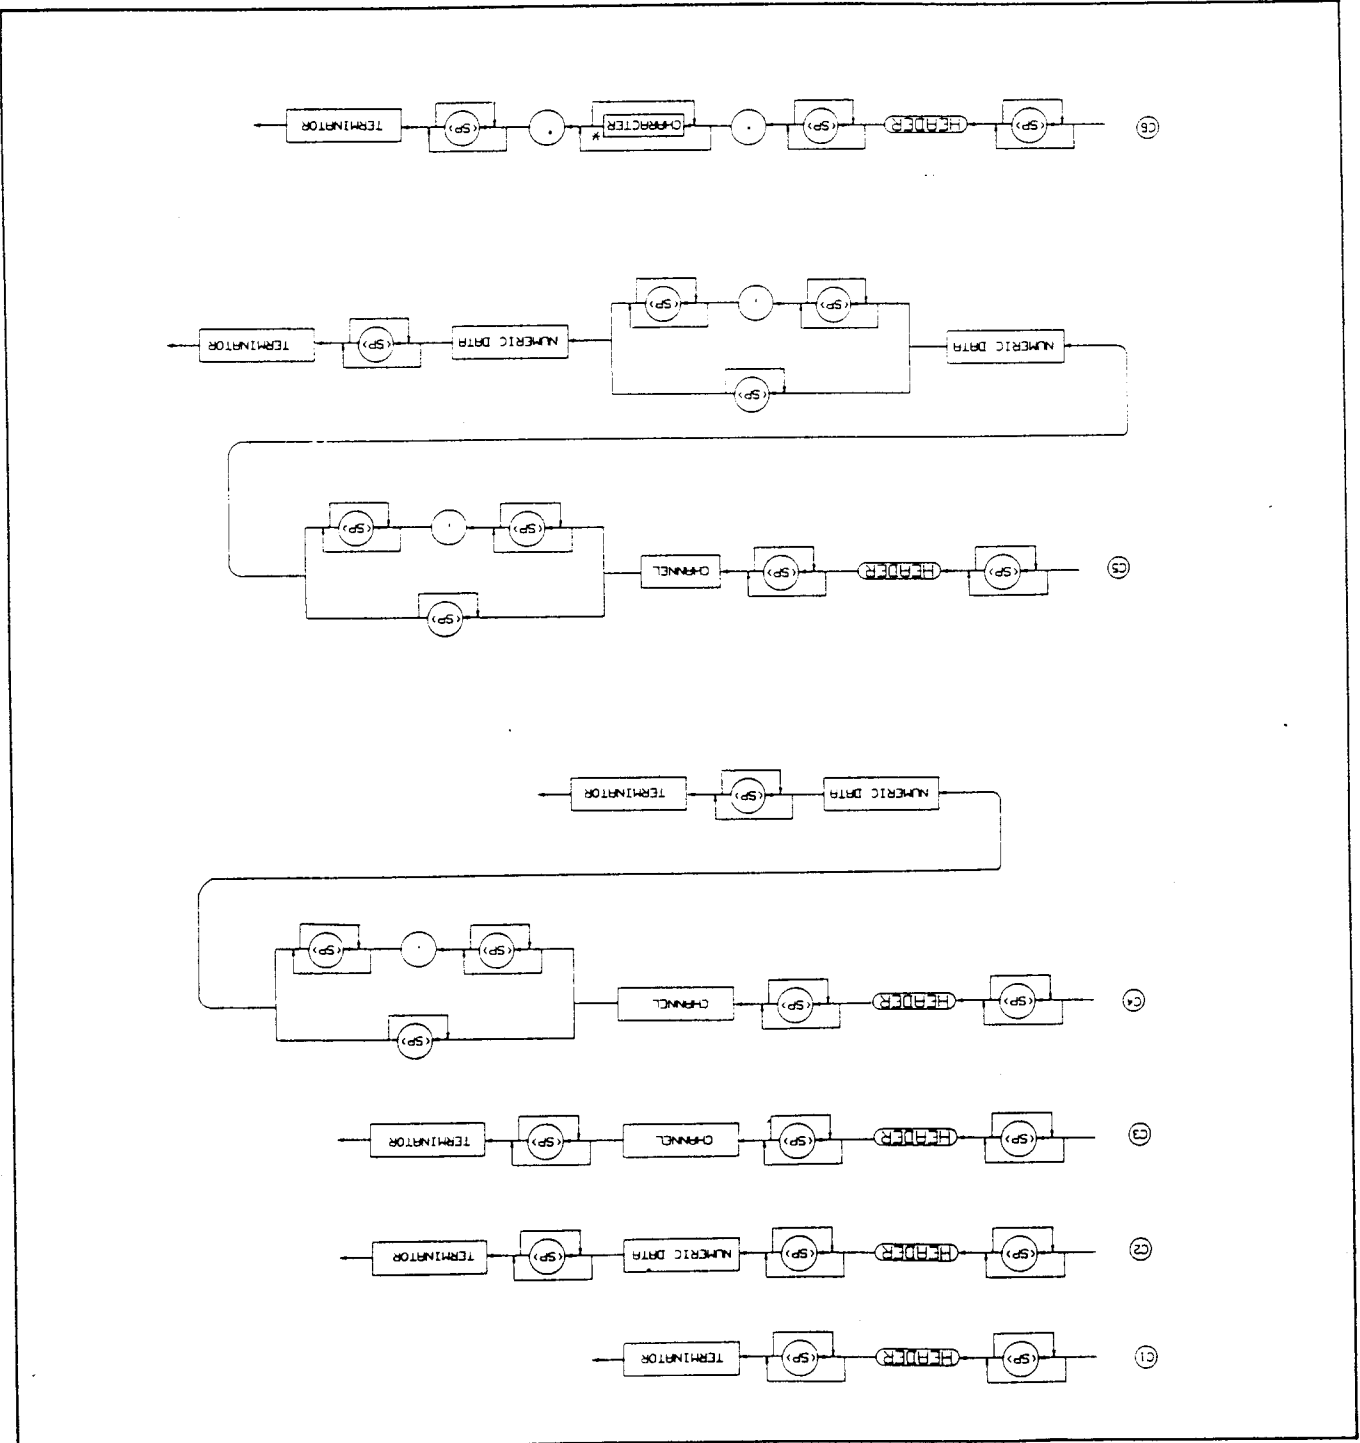 C1 <SP> HEADER <SP> TERMINATOR
C2 <SP> HEADER <SP> NUMERIC DATA <SP> TERMINATOR
C3 <SP> HEADER <SP> CHANNEL <SP> TERMINATOR
<SP>
C4 <SP> HEADER <SP> CHANNEL
<SP> , <SP>
NUMERIC DATA <SP> TERMINATOR
<SP>
C5 <SP> HEADER <SP> CHANNEL
<SP> , <SP>
<SP>
NUMERIC DATA <SP> , <SP> NUMERIC DATA <SP> TERMINATOR
C6 <SP> HEADER <SP> CHARACTER * <SP> TERMINATOR